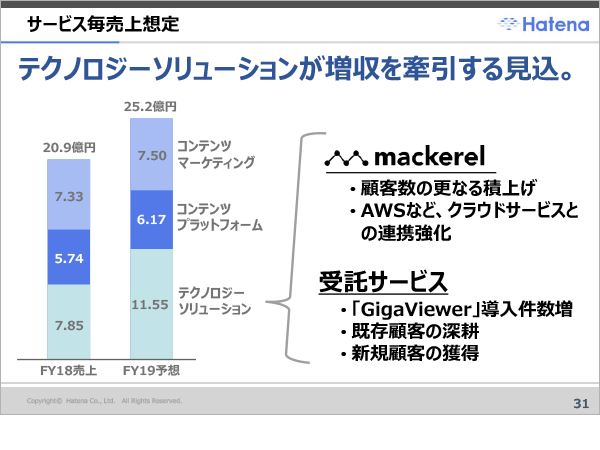 サービス毎売上想定
Hatena
テクノロジーソリューションが増収を牽引する見込。
25.2億円
20.9億円
7.50
コンテンツ
マーケティング
7.33
6.17
コンテンツ
プラットフォーム
5.74
11.55
テクノロジー
ソリューション
7.85
FY18売上
FY19予想
mackerel
・顧客数の更なる積上げ
・AWSなど、クラウドサービスと
の連携強化
受託サービス
・「GigaViewer」導入件数増
・既存顧客の深耕
・新規顧客の獲得
Copyright© Hatena Co., Ltd. All Rights Reserved.
31